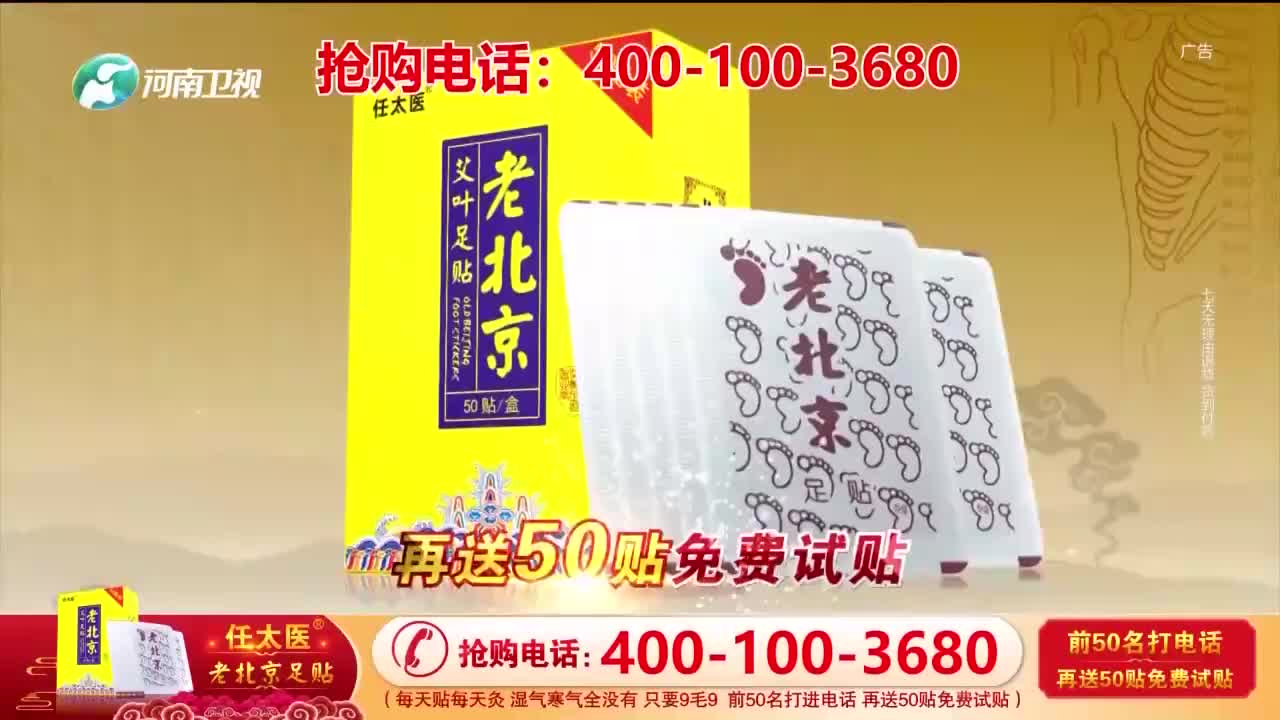 河南卫视
抢购电话：400-100-3680
广告
任太医
老北京
艾叶足贴
OLD BEIJING
FOOT STICKERS
50贴/盒
老北京
足贴
再送50贴免费试贴
任太医®
老北京足贴
抢购电话：400-100-3680
（每天贴每天灸 湿气寒气全没有 只要9毛9 前50名打进电话 再送50贴免费试贴）
前50名打电话
再送50贴免费试贴